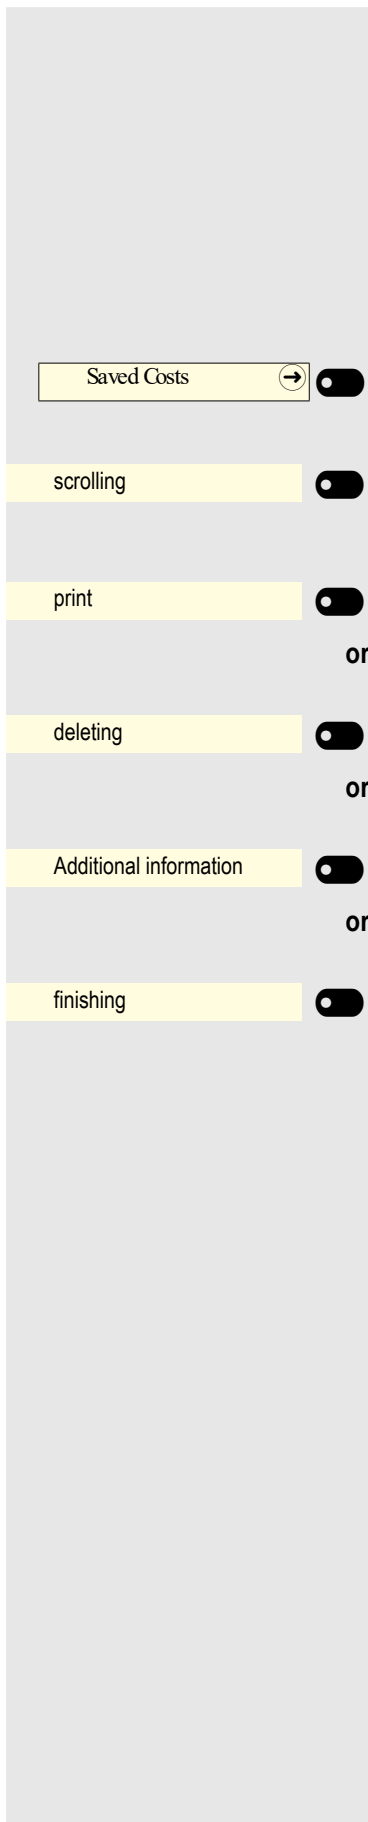 Saved Costs
scrolling
print
or
deleting
or
Additional information
or
finishing